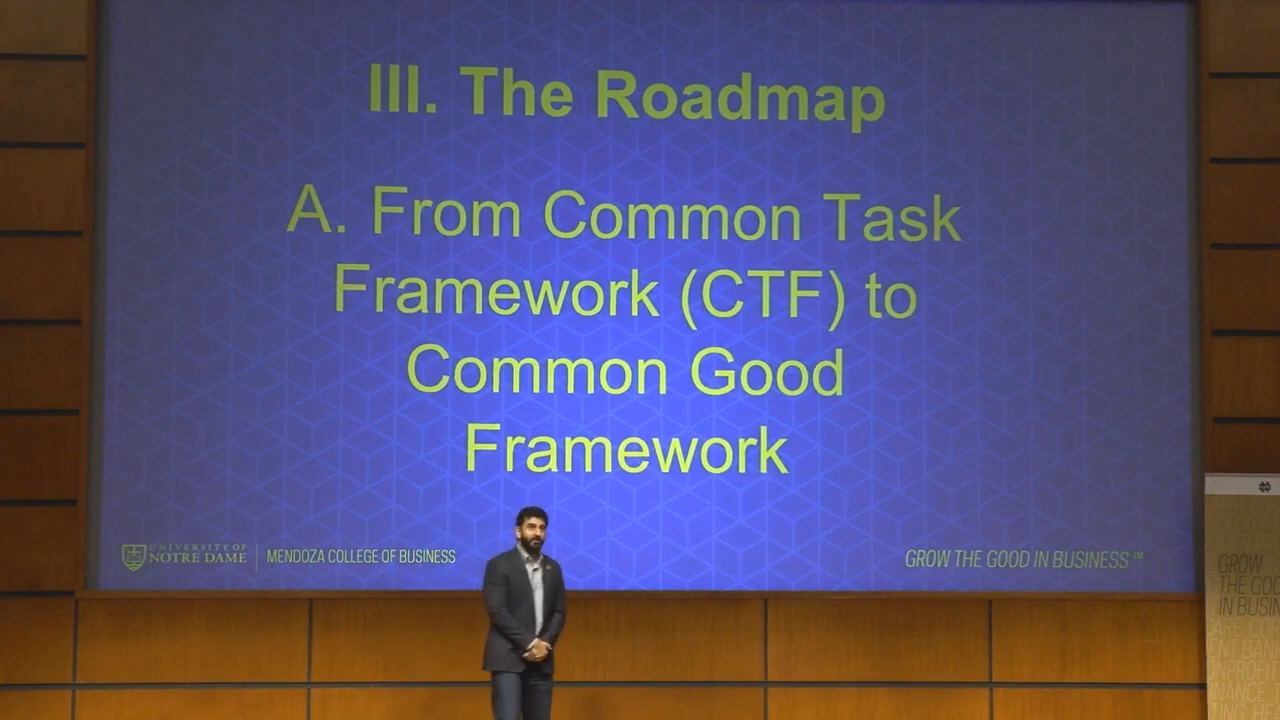 III. The Roadmap
A. From Common Task
Framework (CTF) to
Common Good
Framework
UNIVERSITY OF
NOTRE DAME
MENDOZA COLLEGE OF BUSINESS
GROW THE GOOD IN BUSINESS™
GROW
THE GOO
IN BUSIN